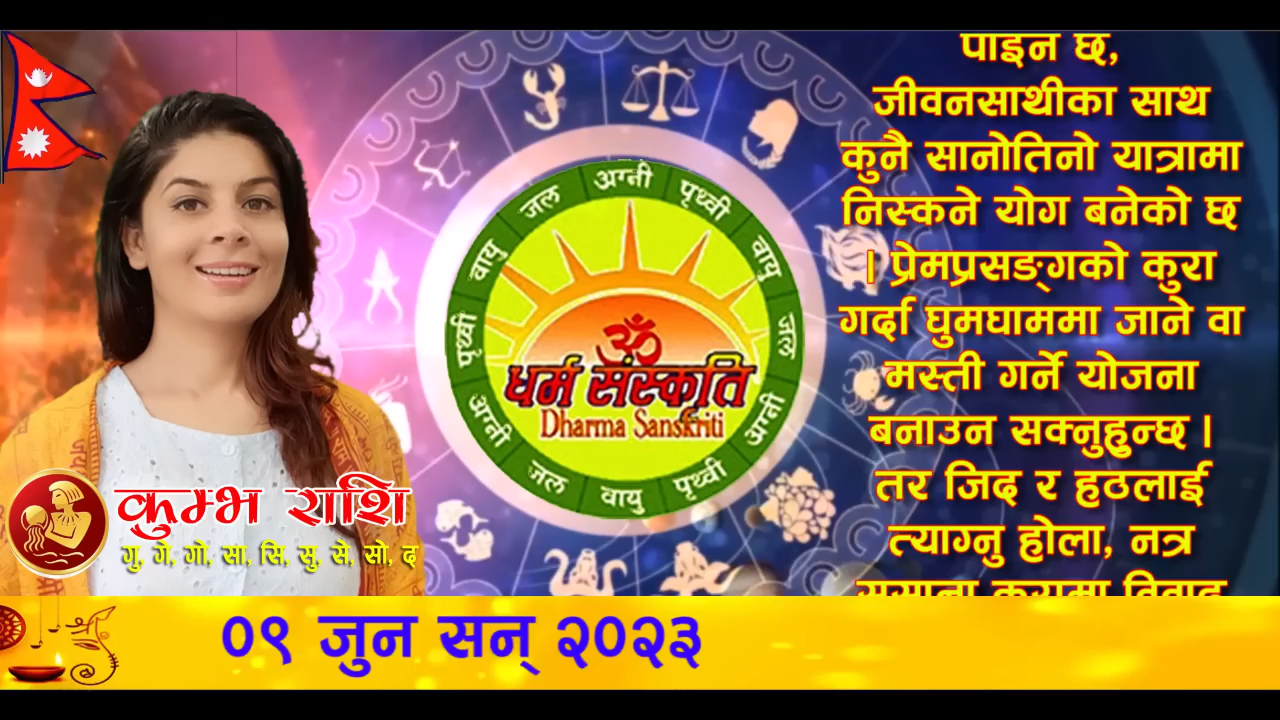 पाइन छ,
जीवनसाथीका साथ
कुनै सानोतिनो यात्रामा
निस्कने योग बनेको छ
। प्रेमप्रसङ्गको कुरा
गर्दा घुमघाममा जाने वा
मस्ती गर्ने योजना
बनाउन सक्नुहुन्छ ।
तर जिद् र हठलाई
त्याग्नु होला, नत्र
अग्नी पृथ्वी वायु जल अग्नी पृथ्वी वायु जल अग्नी पृथ्वी वायु जल
ॐ
धर्म संस्कृति
Dharma Sanskriti
कुम्भ राशि
गु, गे, गो, सा, सि, सु, से, सो, द्
०९ जुन सन् २०२३
श्री